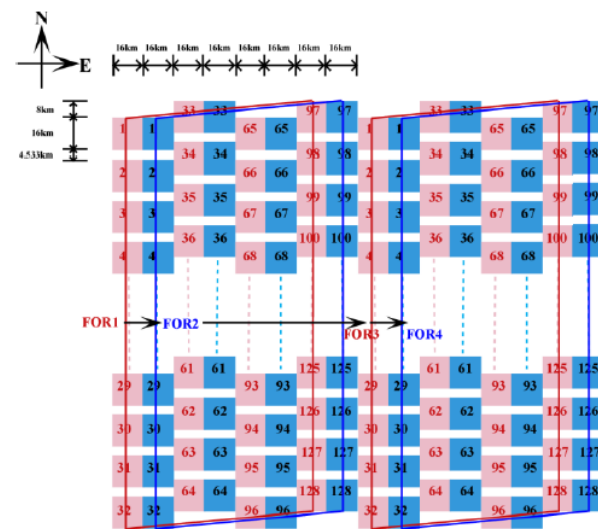 N
E
16km 16km 16km 16km 16km 16km 16km 16km
8km
16km
4.533km
33 33 97 97 33 33 97 97
1 1 65 65 1 1 65 65
34 34 98 98 34 34 98 98
2 2 66 66 2 2 66 66
35 35 99 99 35 35 99 99
3 3 67 67 3 3 67 67
36 36 100 100 36 36 100 100
4 4 68 68 4 4 68 68
FOR1 FOR2 FOR3 FOR4
61 61 125 125 61 61 125 125
29 29 93 93 29 29 93 93
62 62 126 126 62 62 126 126
30 30 94 94 30 30 94 94
63 63 127 127 63 63 127 127
31 31 95 95 31 31 95 95
64 64 128 128 64 64 128 128
32 32 96 96 32 32 96 96